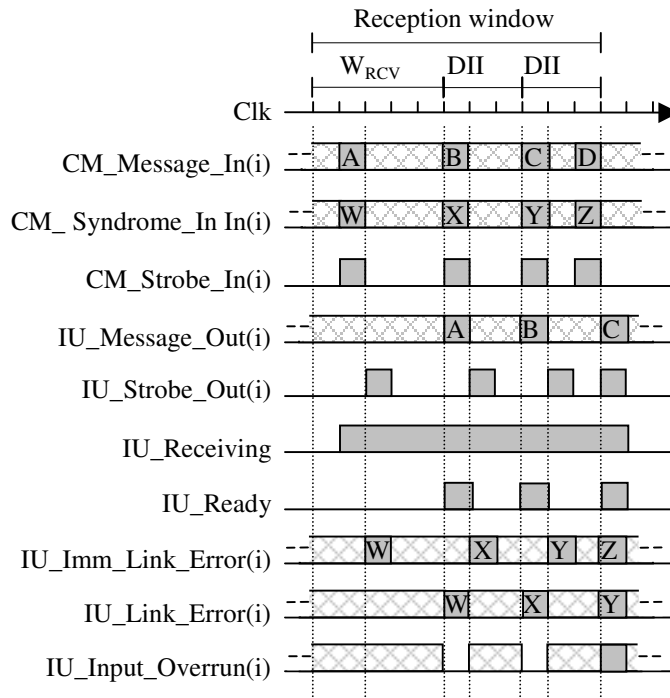 Reception window
W_RCV DII DII
Clk
CM_Message_In(i) A B C D
CM_ Syndrome_In In(i) W X Y Z
CM_Strobe_In(i)
IU_Message_Out(i) A B C
IU_Strobe_Out(i)
IU_Receiving
IU_Ready
IU_Imm_Link_Error(i) W X Y Z
IU_Link_Error(i) W X Y
IU_Input_Overrun(i)